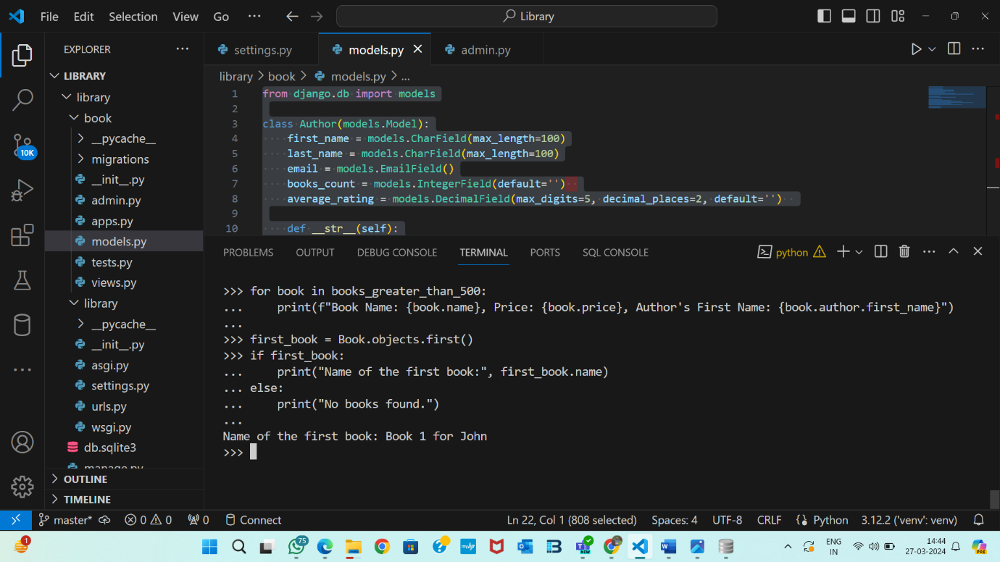 File Edit Selection View Go ··· Library
EXPLORER ···
LIBRARY
library
book
__pycache__
migrations
__init__.py
admin.py
apps.py
models.py
tests.py
views.py
library
__pycache__
__init__.py
asgi.py
settings.py
urls.py
wsgi.py
db.sqlite3
manage.py
OUTLINE
TIMELINE
10K
settings.py models.py admin.py
library > book > models.py > ...
1 from django.db import models
2
3 class Author(models.Model):
4 first_name = models.CharField(max_length=100)
5 last_name = models.CharField(max_length=100)
6 email = models.EmailField()
7 books_count = models.IntegerField(default='')
8 average_rating = models.DecimalField(max_digits=5, decimal_places=2, default='')
9
10 def __str__(self):
PROBLEMS OUTPUT DEBUG CONSOLE TERMINAL PORTS SQL CONSOLE python
>>> for book in books_greater_than_500:
... print(f"Book Name: {book.name}, Price: {book.price}, Author's First Name: {book.author.first_name}")
...
>>> first_book = Book.objects.first()
>>> if first_book:
... print("Name of the first book:", first_book.name)
... else:
... print("No books found.")
...
Name of the first book: Book 1 for John
>>>
master* 0 0 0 Connect Ln 22, Col 1 (808 selected) Spaces: 4 UTF-8 CRLF Python 3.12.2 ('venv': venv)
1 75 NEW ENG IN 14:44 27-03-2024 PRE